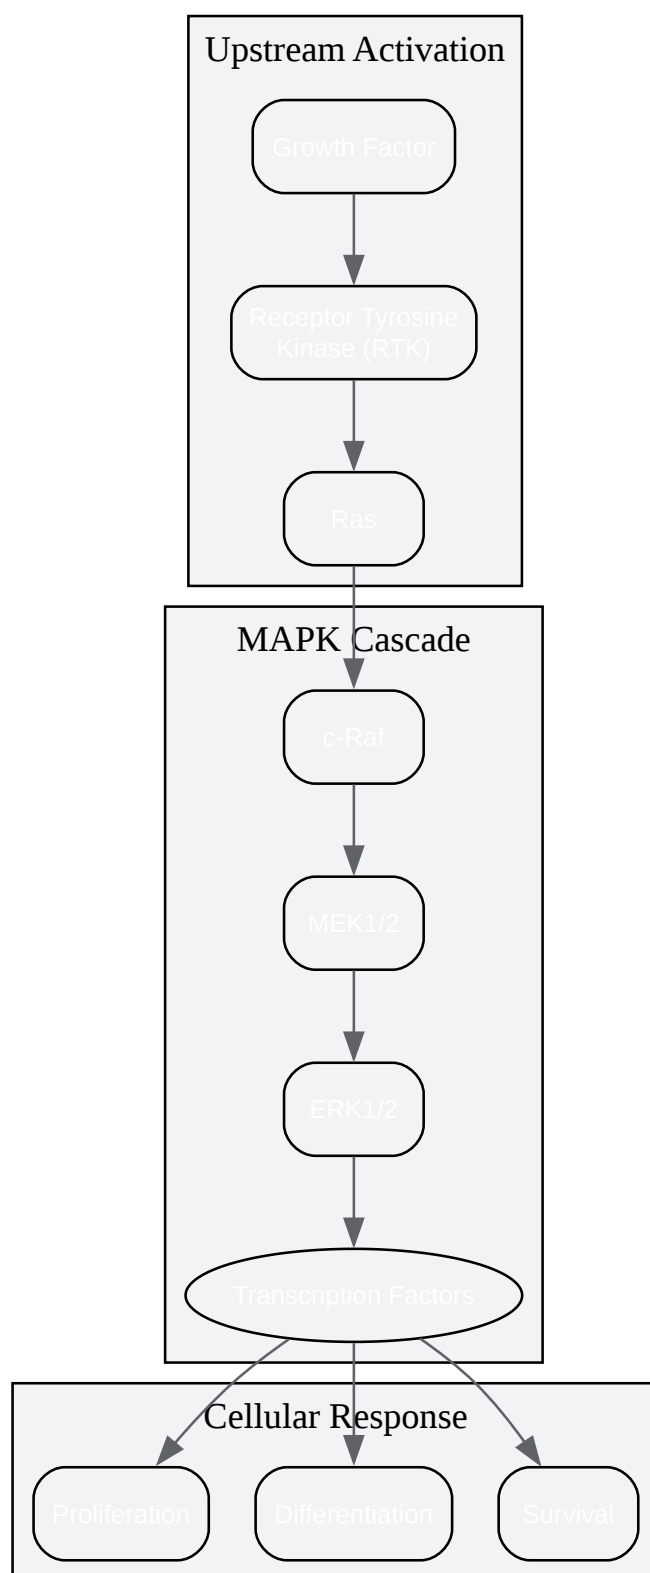 Upstream Activation
Growth Factor
Receptor Tyrosine
Kinase (RTK)
Ras
MAPK Cascade
c-Raf
MEK1/2
ERK1/2
Transcription Factors
Cellular Response
Proliferation
Differentiation
Survival